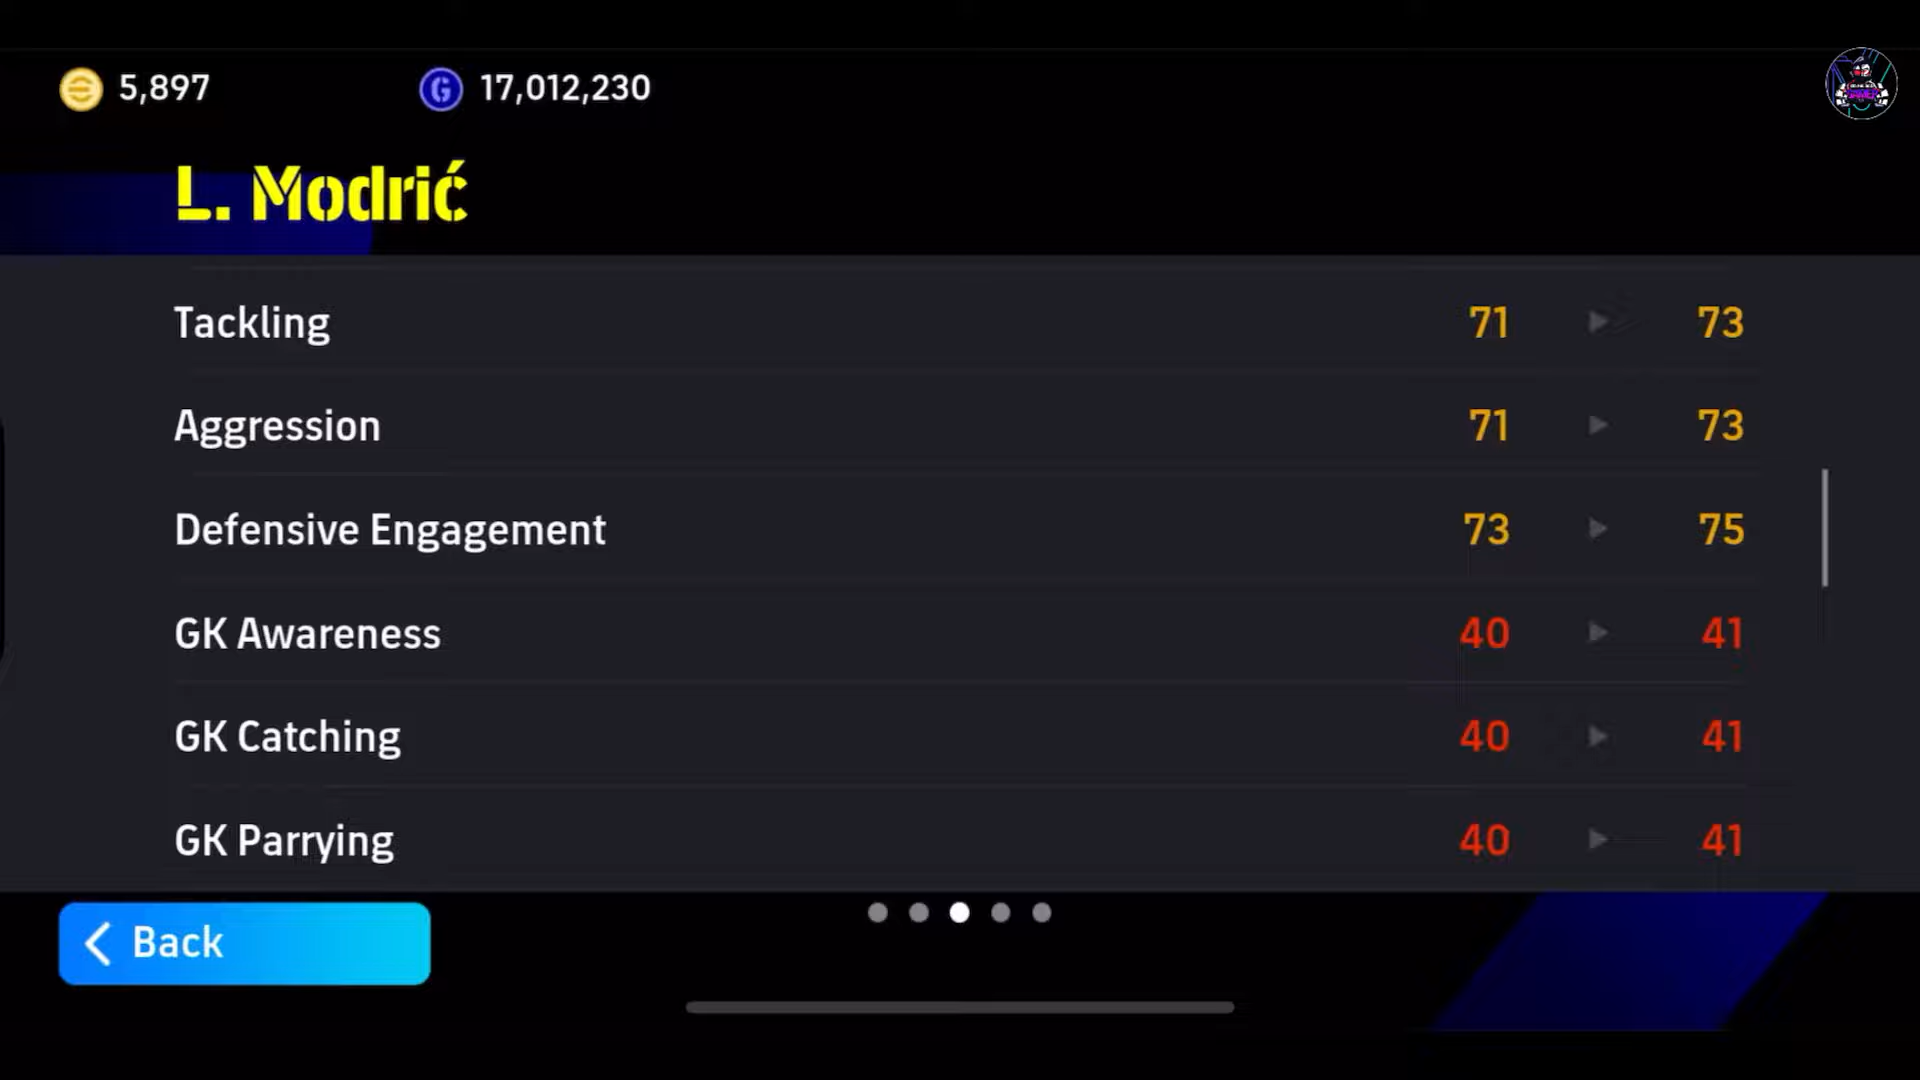 5,897 17,012,230
L. Modrić
Tackling 71 73
Aggression 71 73
Defensive Engagement 73 75
GK Awareness 40 41
GK Catching 40 41
GK Parrying 40 41
Back